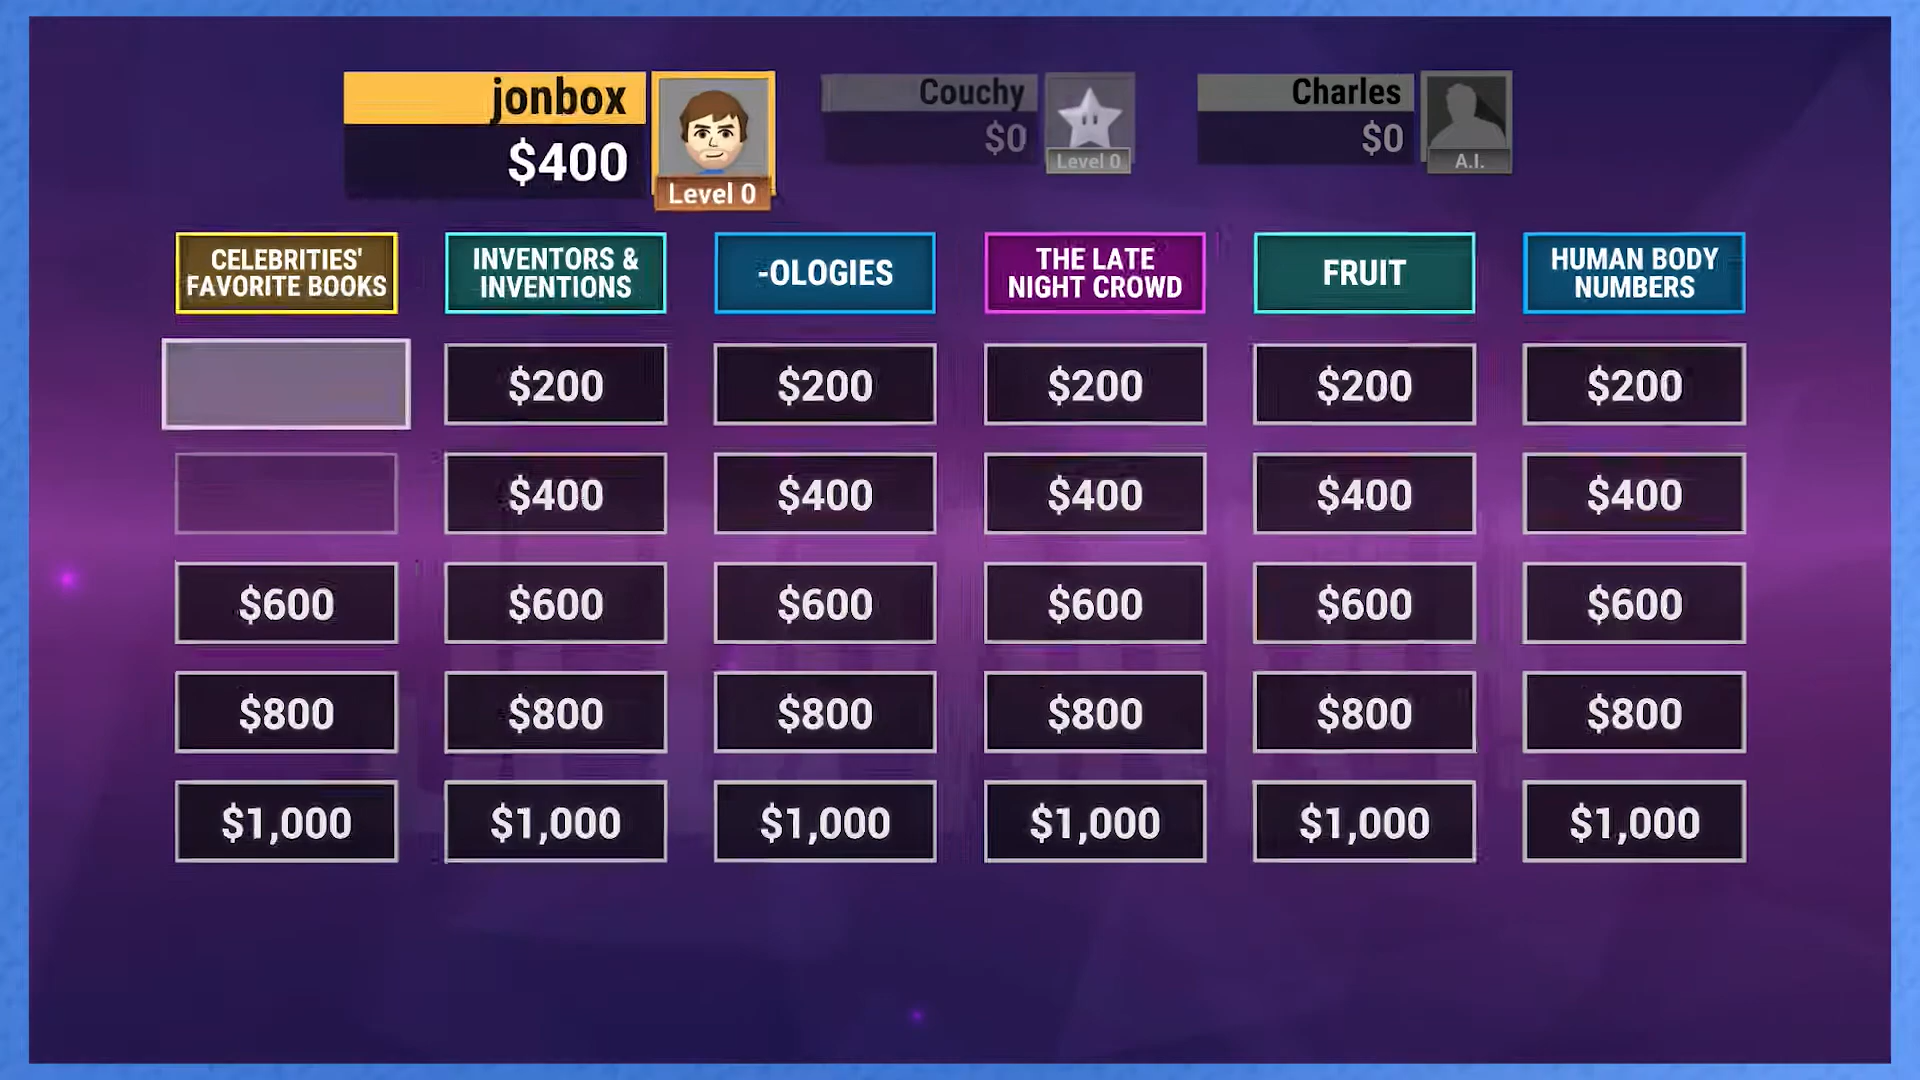 jonbox
$400
Level 0
Couchy
$0
Level 0
Charles
$0
A.I.
CELEBRITIES'
FAVORITE BOOKS
INVENTORS &
INVENTIONS
-OLOGIES
THE LATE
NIGHT CROWD
FRUIT
HUMAN BODY
NUMBERS
$200 $200 $200 $200 $200
$400 $400 $400 $400 $400
$600 $600 $600 $600 $600 $600
$800 $800 $800 $800 $800 $800
$1,000 $1,000 $1,000 $1,000 $1,000 $1,000